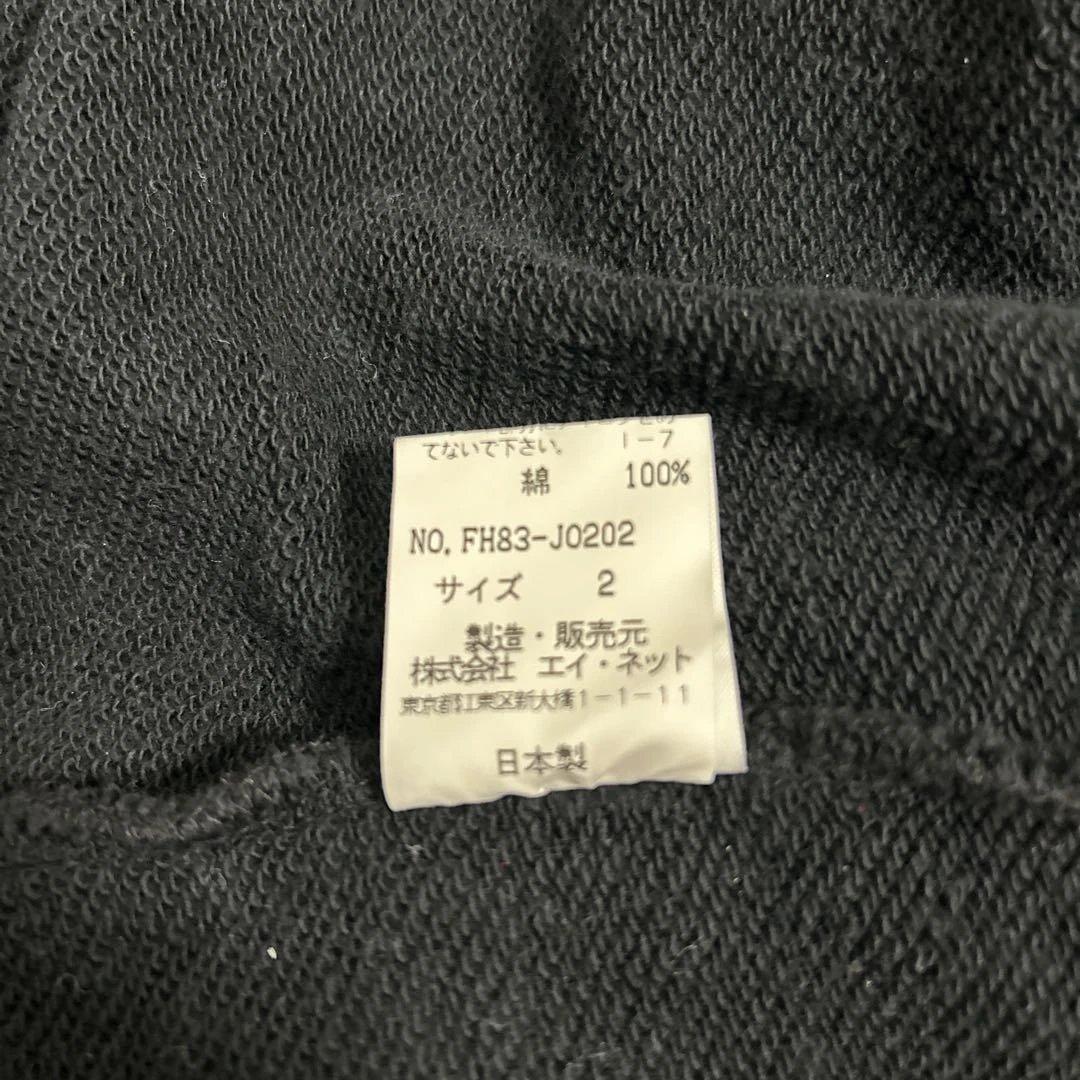 てないで下さい。 I-7
綿 100%
NO. FH83-J0202
サイズ 2
製造・販売元
株式会社 エイ・ネット
東京都江東区新大橋1-1-11
日本製